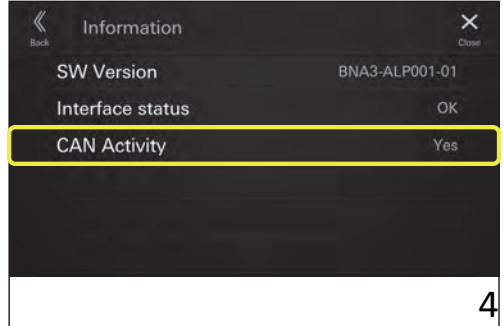 Information
Back
Close
SW Version BNA3-ALP001-01
Interface status OK
CAN Activity Yes
4